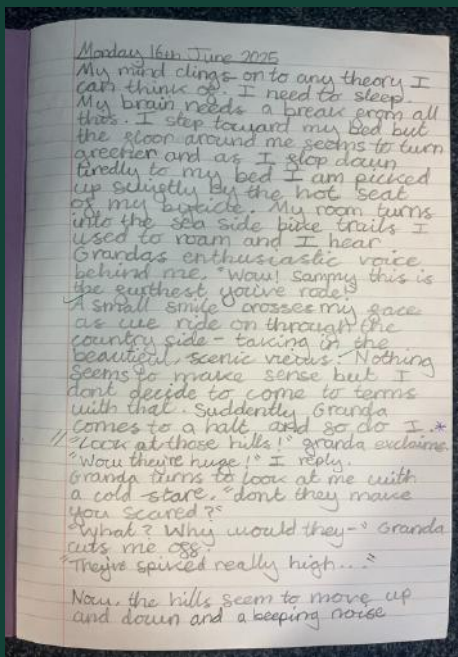 Monday 16th June 2025
My mind clings on to any theory I
can think of. I need to sleep.
My brain needs a break from all
this. I step toward my bed but
the floor around me seems to turn
greener and as I flop down
tiredly to my bed I am picked
up swiftly by the hot seat
of my bycicle. My room turns
into the sea side bike trails I
used to roam and I hear
Grandas enthusiastic voice
behind me. "Wow! Sammy this is
the furthest you've rode!"
A small smile crosses my face
as we ride on through the
country side - taking in the
beautiful, scenic views. Nothing
seems to make sense but I
dont decide to come to terms
with that. Suddenly Granda
comes to a halt, and so do I.*
// "Look at those hills!" granda exclaims.
"Wow they're huge!" I reply.
Granda turns to look at me with
a cold stare. "dont they make
you scared?"
"What? Why would they-" Granda
cuts me off.
"They've spiked really high..."
Now, the hills seem to move up
and down and a beeping noise